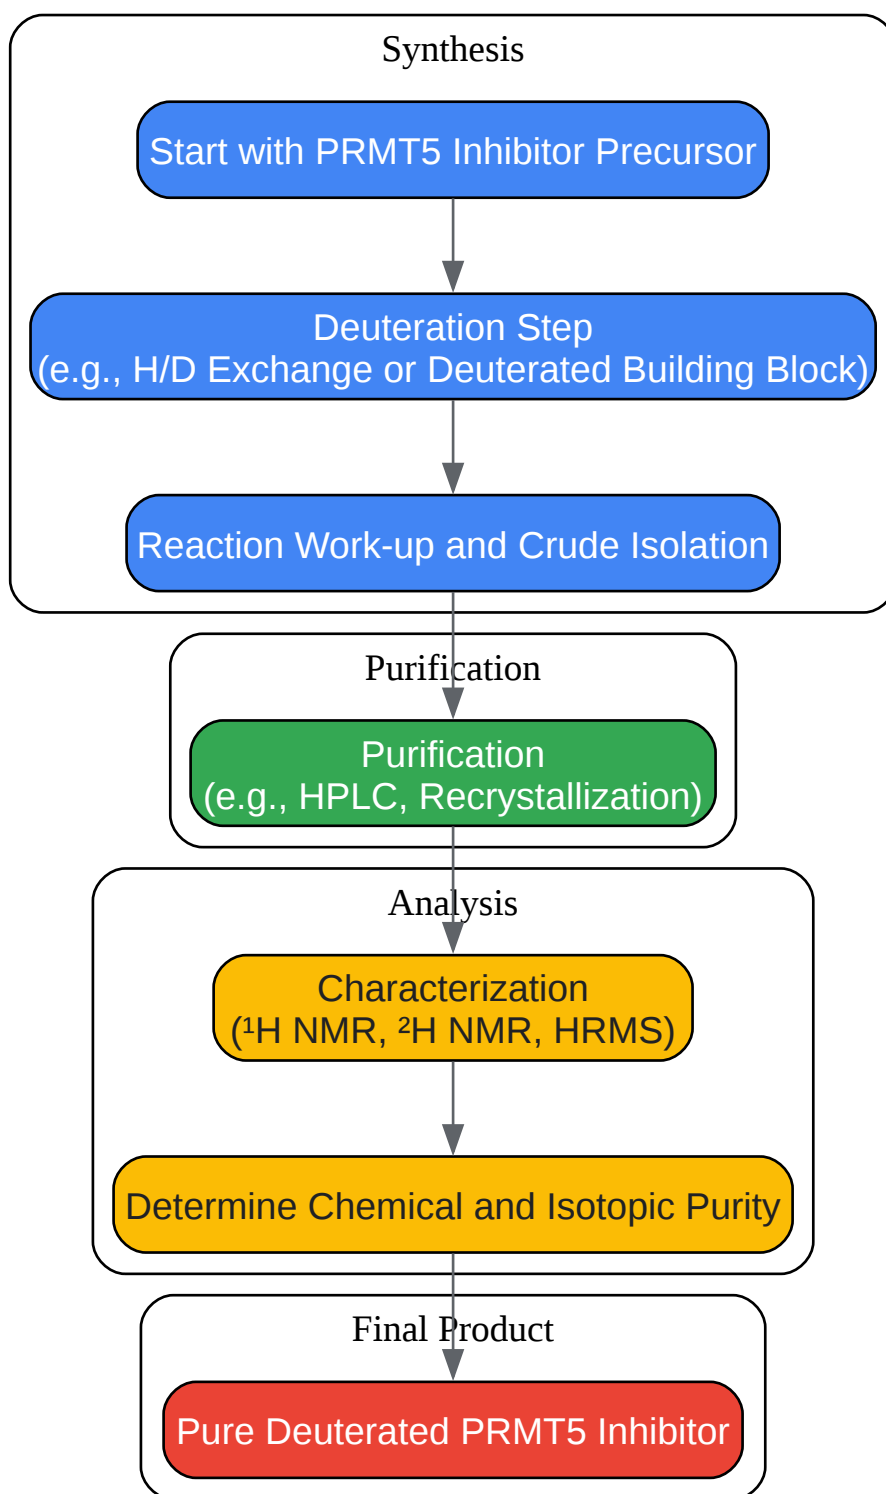 Synthesis
Start with PRMT5 Inhibitor Precursor
Deuteration Step
(e.g., H/D Exchange or Deuterated Building Block)
Reaction Work-up and Crude Isolation
Purification
Purification
(e.g., HPLC, Recrystallization)
Analysis
Characterization
(¹H NMR, ²H NMR, HRMS)
Determine Chemical and Isotopic Purity
Final Product
Pure Deuterated PRMT5 Inhibitor